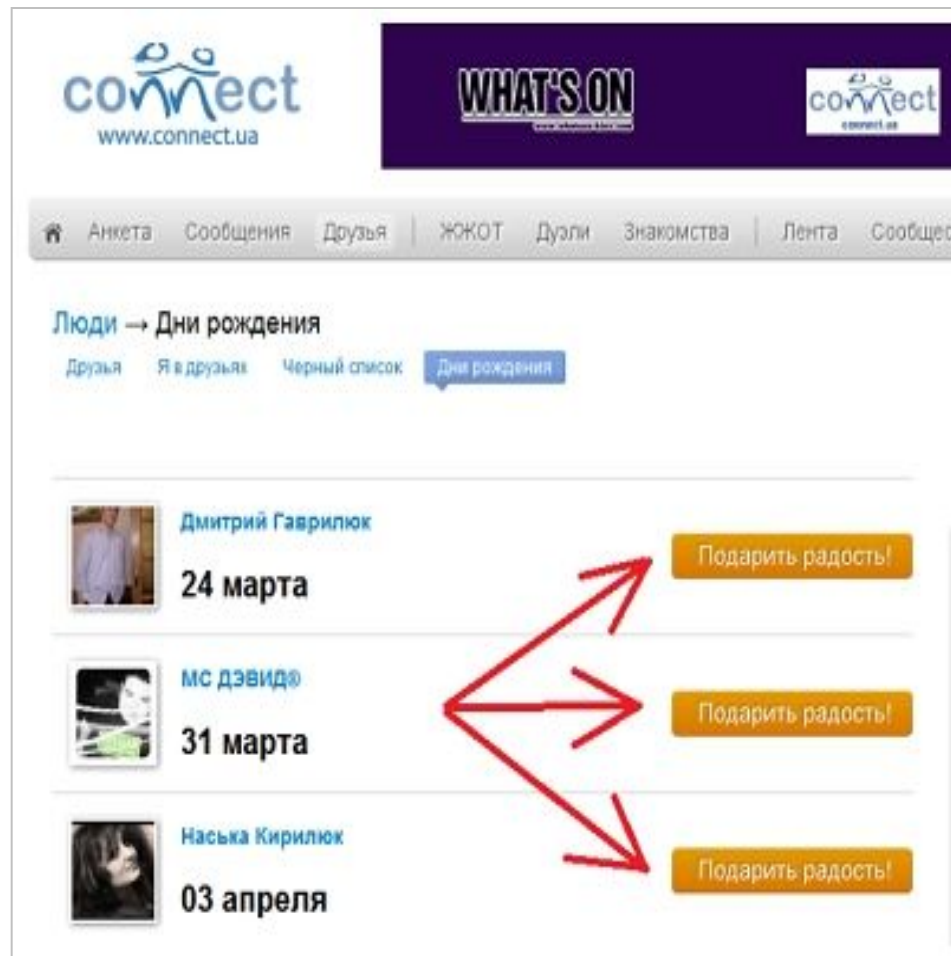 connect
www.connect.ua
WHAT'S ON
connect
connect.ua
Анкета Сообщения Друзья ЖЖОТ Дуэли Знакомства Лента Сообщес
Люди → Дни рождения
Друзья Я в друзьях Черный список Дни рождения
Дмитрий Гаврилюк
24 марта
Подарить радость!
МС ДЭВИД®
31 марта
Подарить радость!
Наська Кирилюк
03 апреля
Подарить радость!